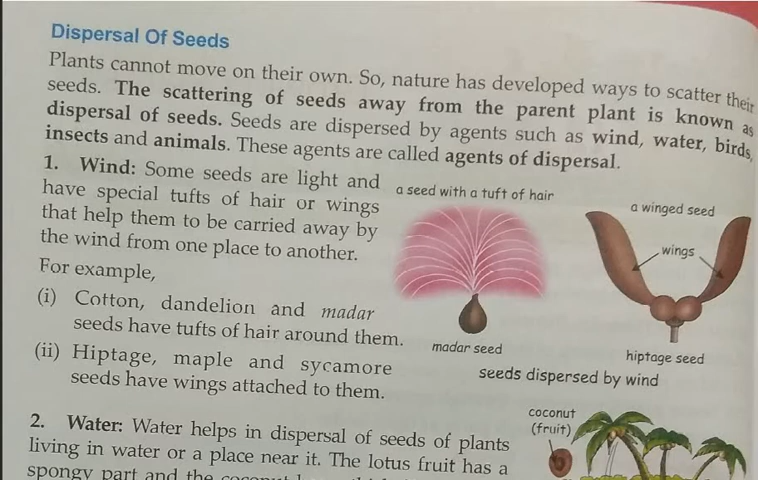 Dispersal Of Seeds
Plants cannot move on their own. So, nature has developed ways to scatter their
seeds. The scattering of seeds away from the parent plant is known as
dispersal of seeds. Seeds are dispersed by agents such as wind, water, birds,
insects and animals. These agents are called agents of dispersal.
1. Wind: Some seeds are light and
have special tufts of hair or wings
that help them to be carried away by
the wind from one place to another.
For example,
(i) Cotton, dandelion and madar
seeds have tufts of hair around them.
(ii) Hiptage, maple and sycamore
seeds have wings attached to them.
a seed with a tuft of hair
a winged seed
wings
madar seed
hiptage seed
seeds dispersed by wind
2. Water: Water helps in dispersal of seeds of plants
living in water or a place near it. The lotus fruit has a
spongy part and the
coconut
(fruit)